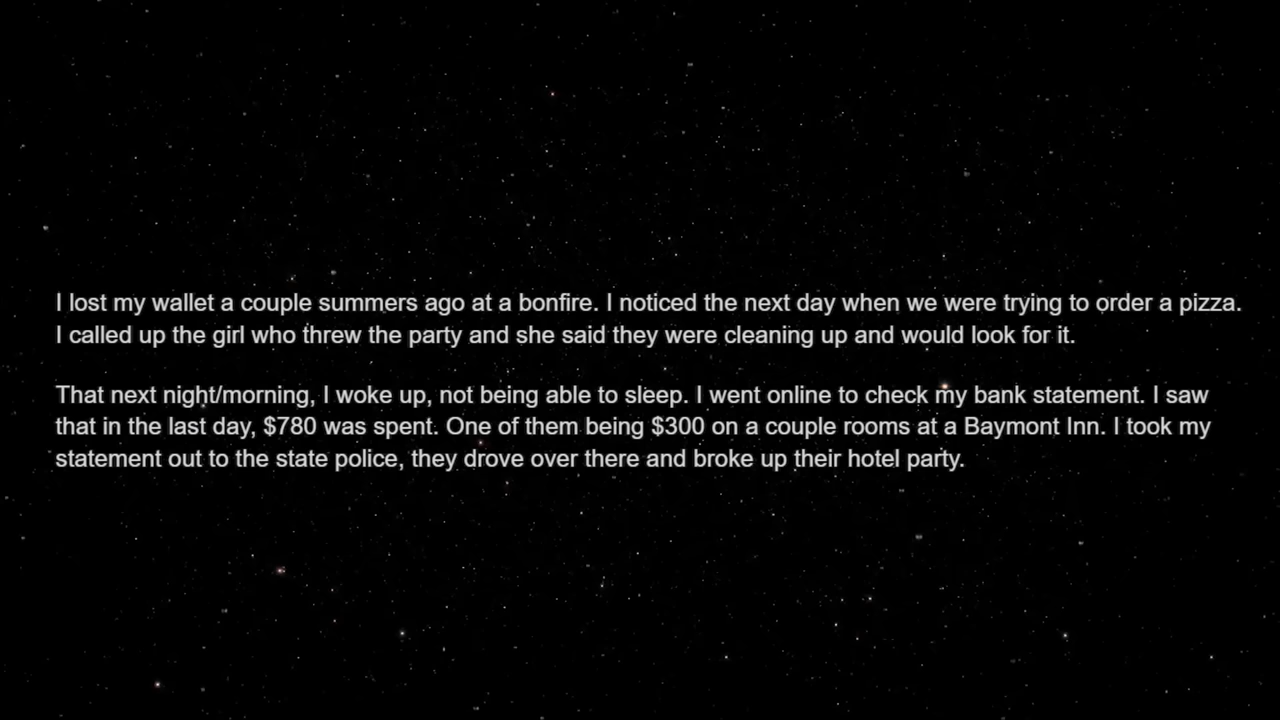 I lost my wallet a couple summers ago at a bonfire. I noticed the next day when we were trying to order a pizza.
I called up the girl who threw the party and she said they were cleaning up and would look for it.
That next night/morning, I woke up, not being able to sleep. I went online to check my bank statement. I saw
that in the last day, $780 was spent. One of them being $300 on a couple rooms at a Baymont Inn. I took my
statement out to the state police, they drove over there and broke up their hotel party.